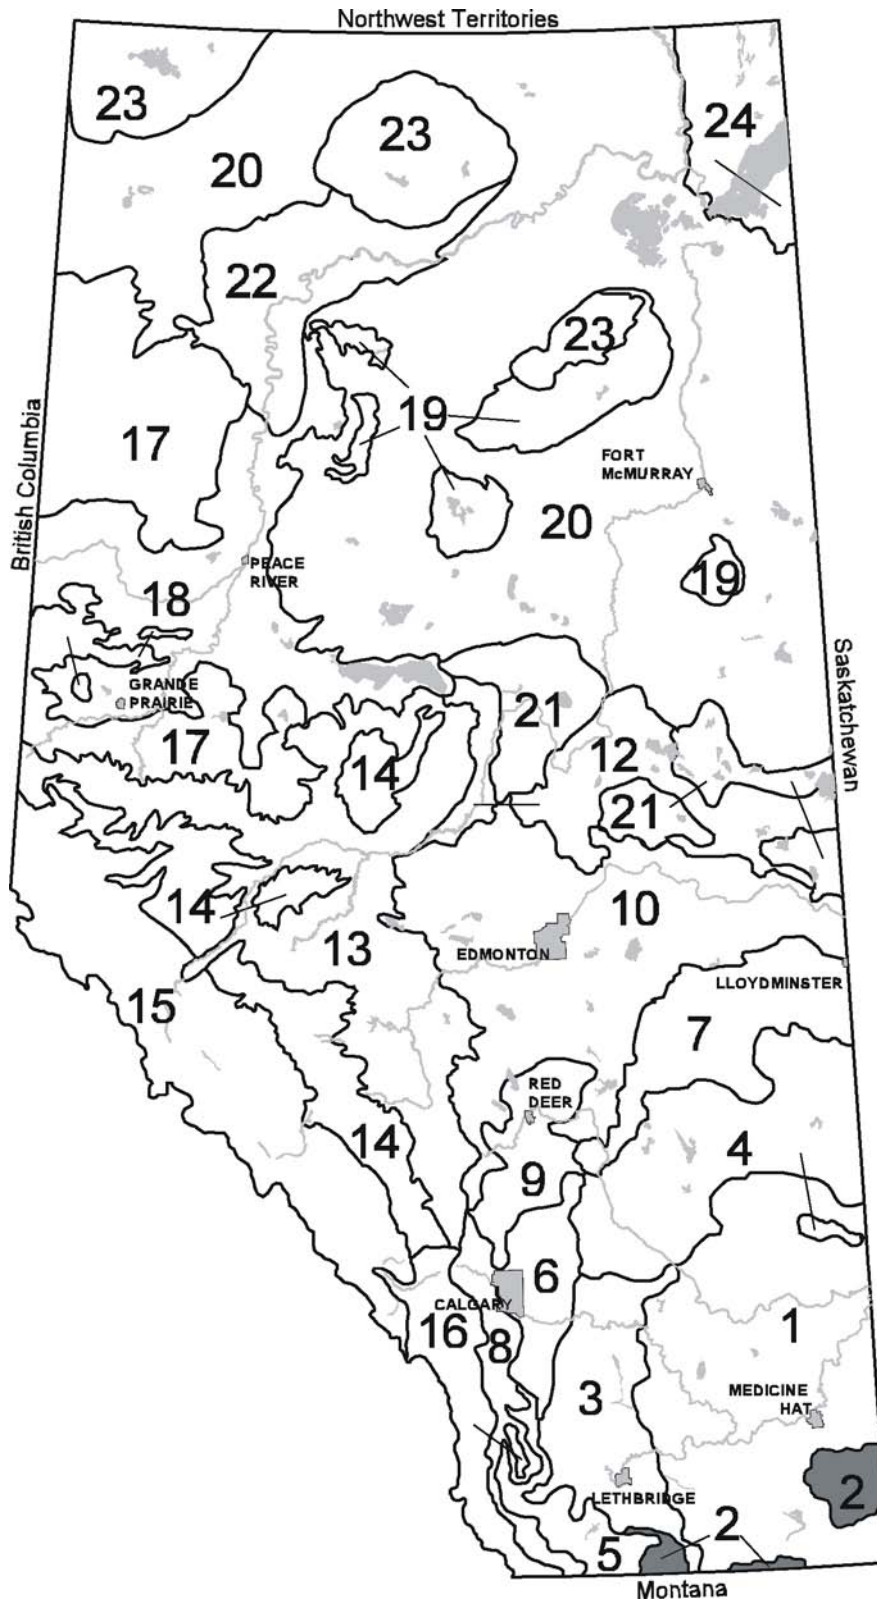 Northwest Territories
23
23
24
20
22
23
British Columbia
19
17
FORT
McMURRAY
20
PEACE
RIVER
19
18
Saskatchewan
GRANDE
PRAIRIE
21
17
12
14
21
14
10
13
EDMONTON
LLOYDMINSTER
15
7
RED
DEER
14
4
9
6
CALGARY
16
8
1
3
MEDICINE
HAT
2
LETHBRIDGE
2
5
Montana